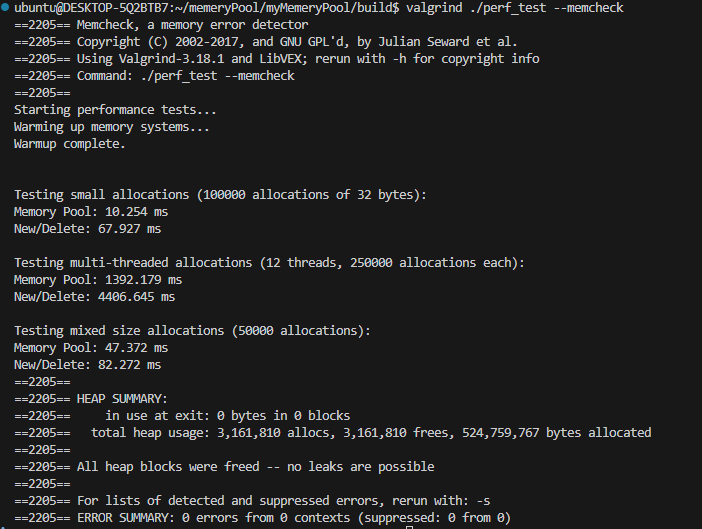 ubuntu@DESKTOP-5Q2BTB7:~/memeryPool/myMemeryPool/build$ valgrind ./perf_test --memcheck
==2205== Memcheck, a memory error detector
==2205== Copyright (C) 2002-2017, and GNU GPL'd, by Julian Seward et al.
==2205== Using Valgrind-3.18.1 and LibVEX; rerun with -h for copyright info
==2205== Command: ./perf_test --memcheck
==2205==
Starting performance tests...
Warming up memory systems...
Warmup complete.
Testing small allocations (100000 allocations of 32 bytes):
Memory Pool: 10.254 ms
New/Delete: 67.927 ms
Testing multi-threaded allocations (12 threads, 250000 allocations each):
Memory Pool: 1392.179 ms
New/Delete: 4406.645 ms
Testing mixed size allocations (50000 allocations):
Memory Pool: 47.372 ms
New/Delete: 82.272 ms
==2205==
==2205== HEAP SUMMARY:
==2205==     in use at exit: 0 bytes in 0 blocks
==2205==   total heap usage: 3,161,810 allocs, 3,161,810 frees, 524,759,767 bytes allocated
==2205==
==2205== All heap blocks were freed -- no leaks are possible
==2205==
==2205== For lists of detected and suppressed errors, rerun with: -s
==2205== ERROR SUMMARY: 0 errors from 0 contexts (suppressed: 0 from 0)